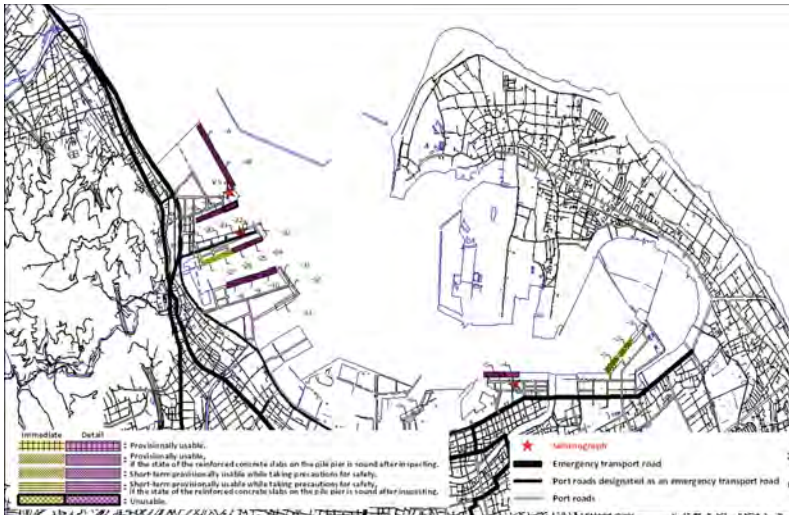 Immediate Detail
: Provisionally usable.
: Provisionally usable,
if the state of the reinforced concrete slabs on the pile pier is sound after inspecting.
: Short-term provisionally usable while taking precautions for safety.
: Short-term provisionally usable while taking precautions for safety,
if the state of the reinforced concrete slabs on the pile pier is sound after inspecting.
: Unusable.
seismograph
Emergency transport road
Port roads designated as an emergency transport road
Port roads